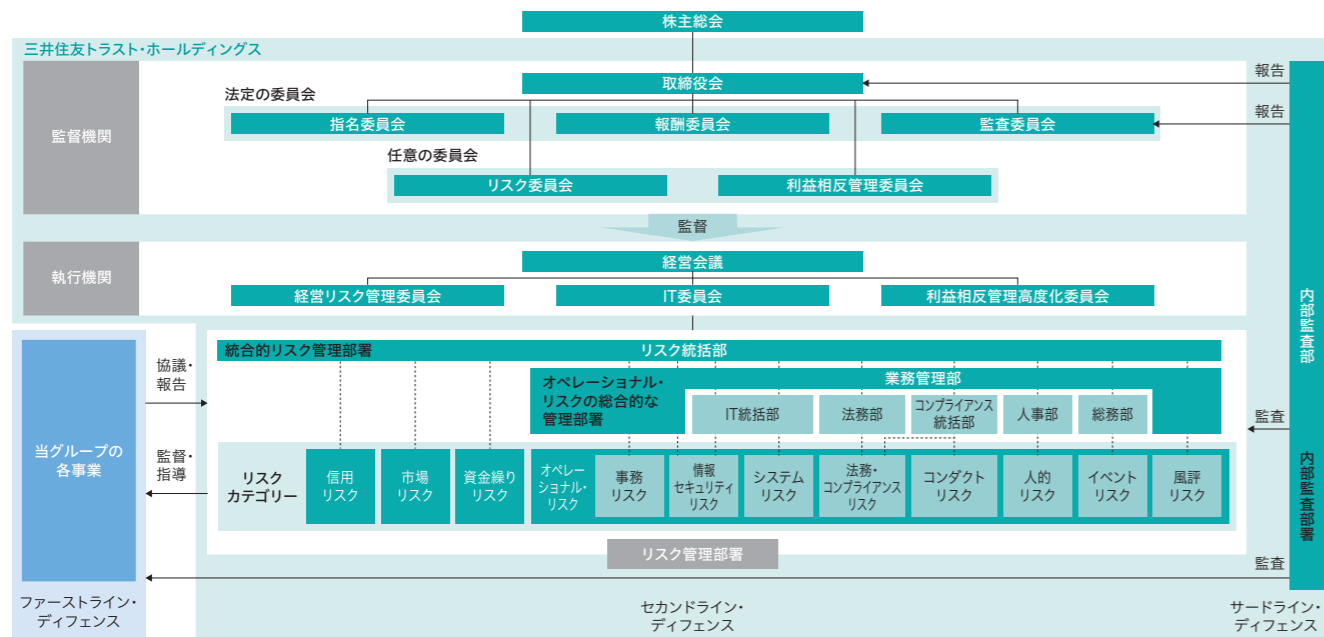 株主総会
三井住友トラスト・ホールディングス
報告
取締役会
法定の委員会
報告
監督機関
指名委員会
報酬委員会
監査委員会
任意の委員会
リスク委員会
利益相反管理委員会
監督
執行機関
経営会議
経営リスク管理委員会
IT委員会
利益相反管理高度化委員会
内部監査部
統合的リスク管理部署
リスク統括部
協議・
報告
オペレーショナル・
リスクの総合的な
管理部署
業務管理部
IT統括部
法務部
コンプライアンス
統括部
人事部
総務部
監査
当グループの
各事業
監督・
指導
リスク
カテゴリー
信用
リスク
市場
リスク
資金繰り
リスク
オペレー
ショナル・
リスク
事務
リスク
情報
セキュリティ
リスク
システム
リスク
法務・
コンプライアンス
リスク
コンダクト
リスク
人的
リスク
イベント
リスク
風評
リスク
内部監査部署
リスク管理部署
監査
ファーストライン・
ディフェンス
セカンドライン・
ディフェンス
サードライン・
ディフェンス